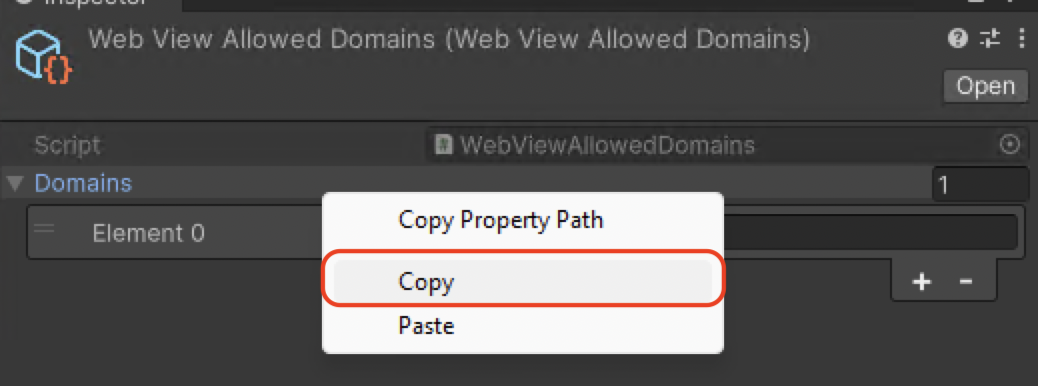 Inspector
Web View Allowed Domains (Web View Allowed Domains)
Open
Script
# WebViewAllowedDomains
Domains
1
Element 0
Copy Property Path
Copy
Paste
+ -